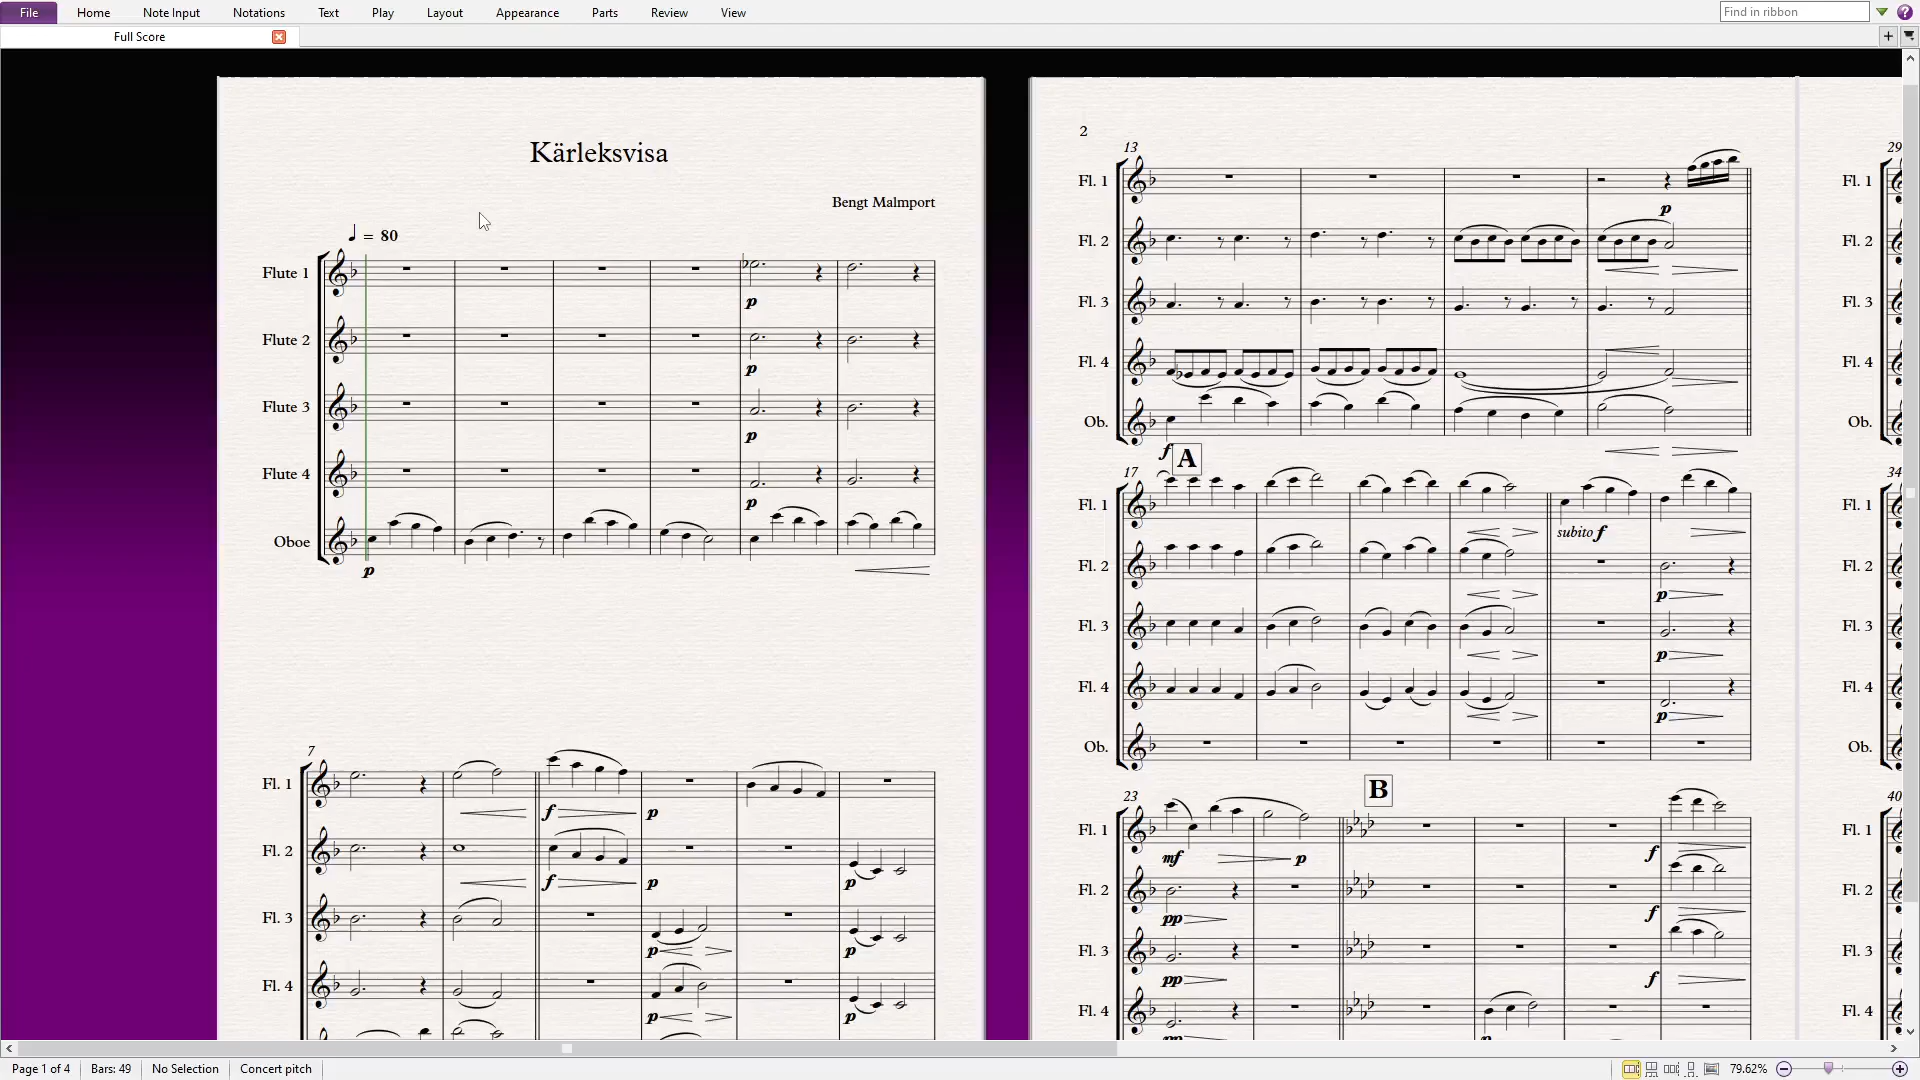 File Home Note Input Notations Text Play Layout Appearance Parts Review View Find in ribbon
Full Score
Kärleksvisa
Bengt Malmport
= 80
Flute 1
p
Flute 2
p
Flute 3
p
Flute 4
p
Oboe
p
7
Fl. 1
f p
Fl. 2
f p p
Fl. 3
p p
Fl. 4
p p
2
13
Fl. 1
p
Fl. 2
Fl. 3
Fl. 4
Ob.
f
17 A
Fl. 1
subito f
Fl. 2
p
Fl. 3
p
Fl. 4
p
Ob.
23 B
Fl. 1
mf p f
Fl. 2
pp f
Fl. 3
pp f
Fl. 4
29
Fl. 1
Fl. 2
Fl. 3
Fl. 4
Ob.
34
Fl. 1
Fl. 2
Fl. 3
Fl. 4
Ob.
40
Fl. 1
Fl. 2
Fl. 3
Fl. 4
Page 1 of 4 Bars: 49 No Selection Concert pitch 79.62%